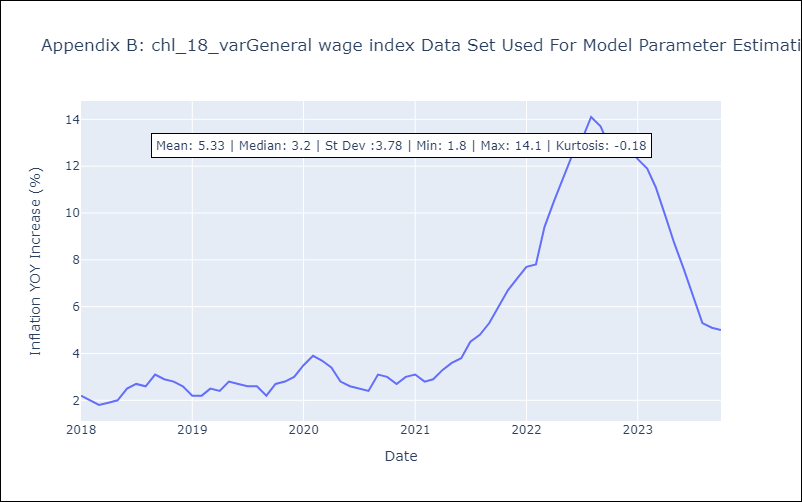 Appendix B: chl_18_varGeneral wage index Data Set Used For Model Parameter Estimati
Mean: 5.33 | Median: 3.2 | St Dev :3.78 | Min: 1.8 | Max: 14.1 | Kurtosis: -0.18
Inflation YOY Increase (%)
14
12
10
8
6
4
2
2018 2019 2020 2021 2022 2023
Date